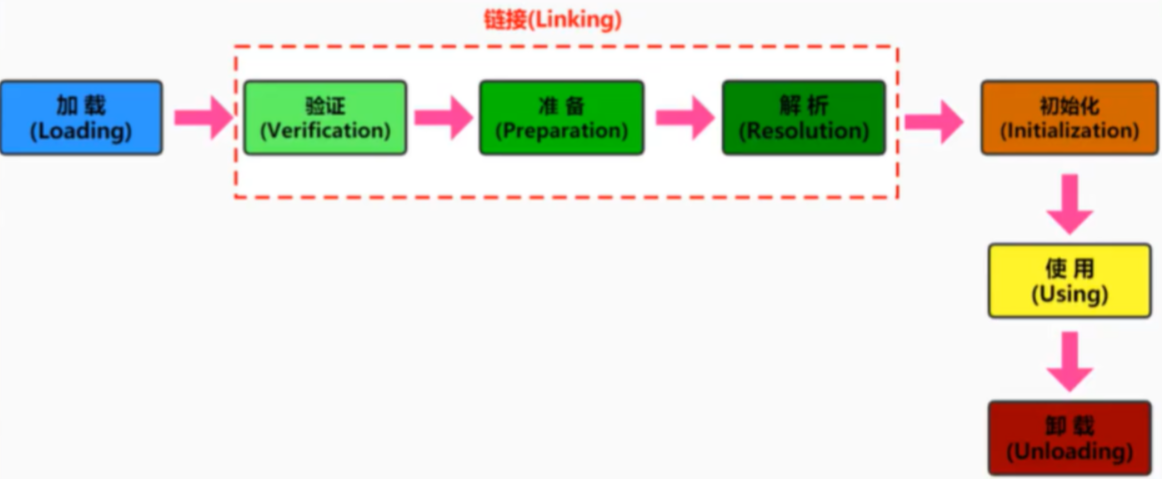 链接(Linking)
加 载
(Loading)
验证
(Verification)
准 备
(Preparation)
解 析
(Resolution)
初始化
(Initialization)
使 用
(Using)
卸 载
(Unloading)